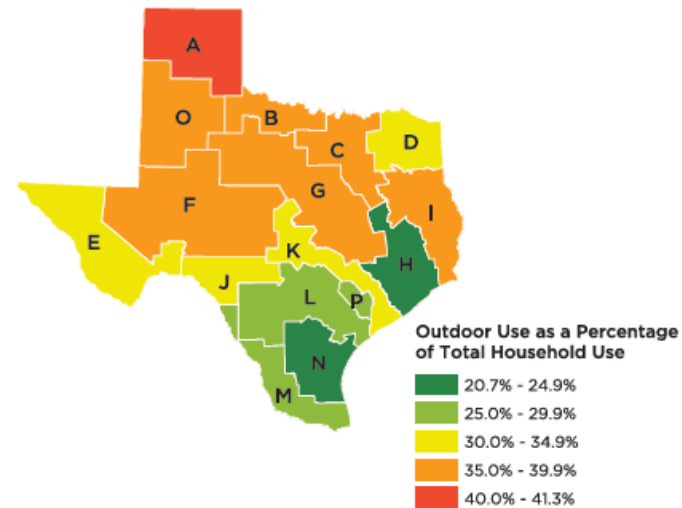 A
O
B
C
D
G
F
I
E
K
H
J
L
P
N
M
Outdoor Use as a Percentage
of Total Household Use
20.7% - 24.9%
25.0% - 29.9%
30.0% - 34.9%
35.0% - 39.9%
40.0% - 41.3%